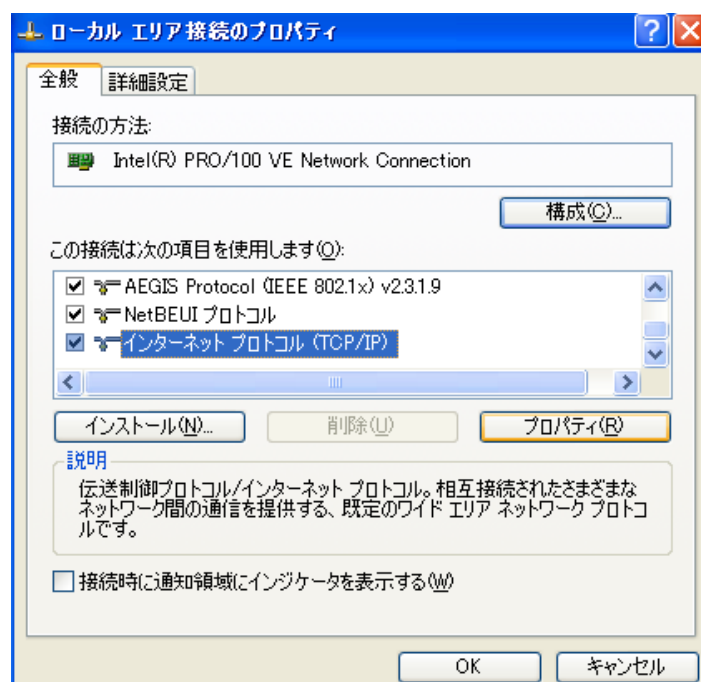 ローカル エリア接続のプロパティ
全般
詳細設定
接続の方法:
Intel(R) PRO/100 VE Network Connection
構成(C)...
この接続は次の項目を使用します(O):
AEGIS Protocol (IEEE 802.1x) v2.3.1.9
NetBEUI プロトコル
インターネット プロトコル (TCP/IP)
インストール(N)...
削除(U)
プロパティ(R)
説明
伝送制御プロトコル/インターネット プロトコル。相互接続されたさまざまな
ネットワーク間の通信を提供する、既定のワイド エリア ネットワーク プロトコ
ルです。
接続時に通知領域にインジケータを表示する(W)
OK
キャンセル